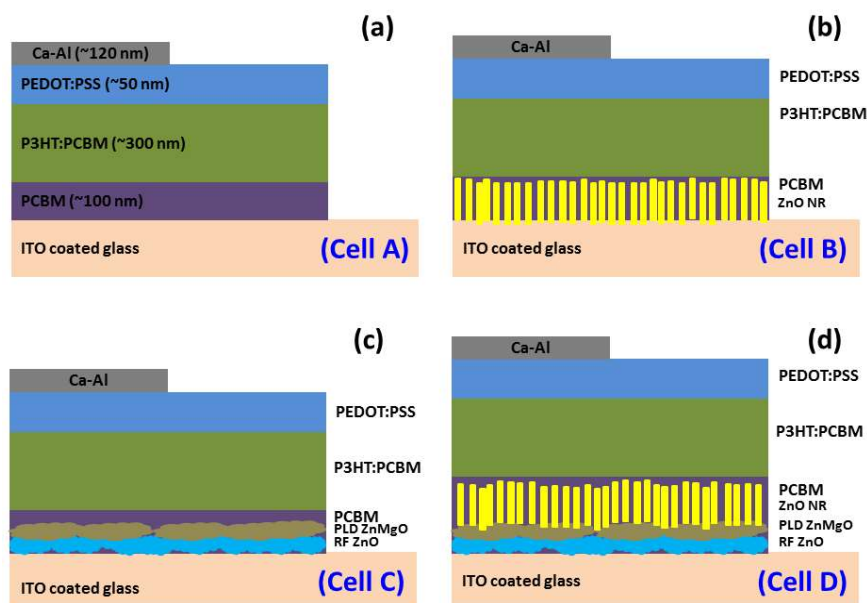 (a)
Ca-Al (~120 nm)
PEDOT:PSS (~50 nm)
P3HT:PCBM (~300 nm)
PCBM (~100 nm)
ITO coated glass
(Cell A)
(b)
Ca-Al
PEDOT:PSS
P3HT:PCBM
PCBM
ZnO NR
ITO coated glass
(Cell B)
(c)
Ca-Al
PEDOT:PSS
P3HT:PCBM
PCBM
PLD ZnMgO
RF ZnO
ITO coated glass
(Cell C)
(d)
Ca-Al
PEDOT:PSS
P3HT:PCBM
PCBM
ZnO NR
PLD ZnMgO
RF ZnO
ITO coated glass
(Cell D)